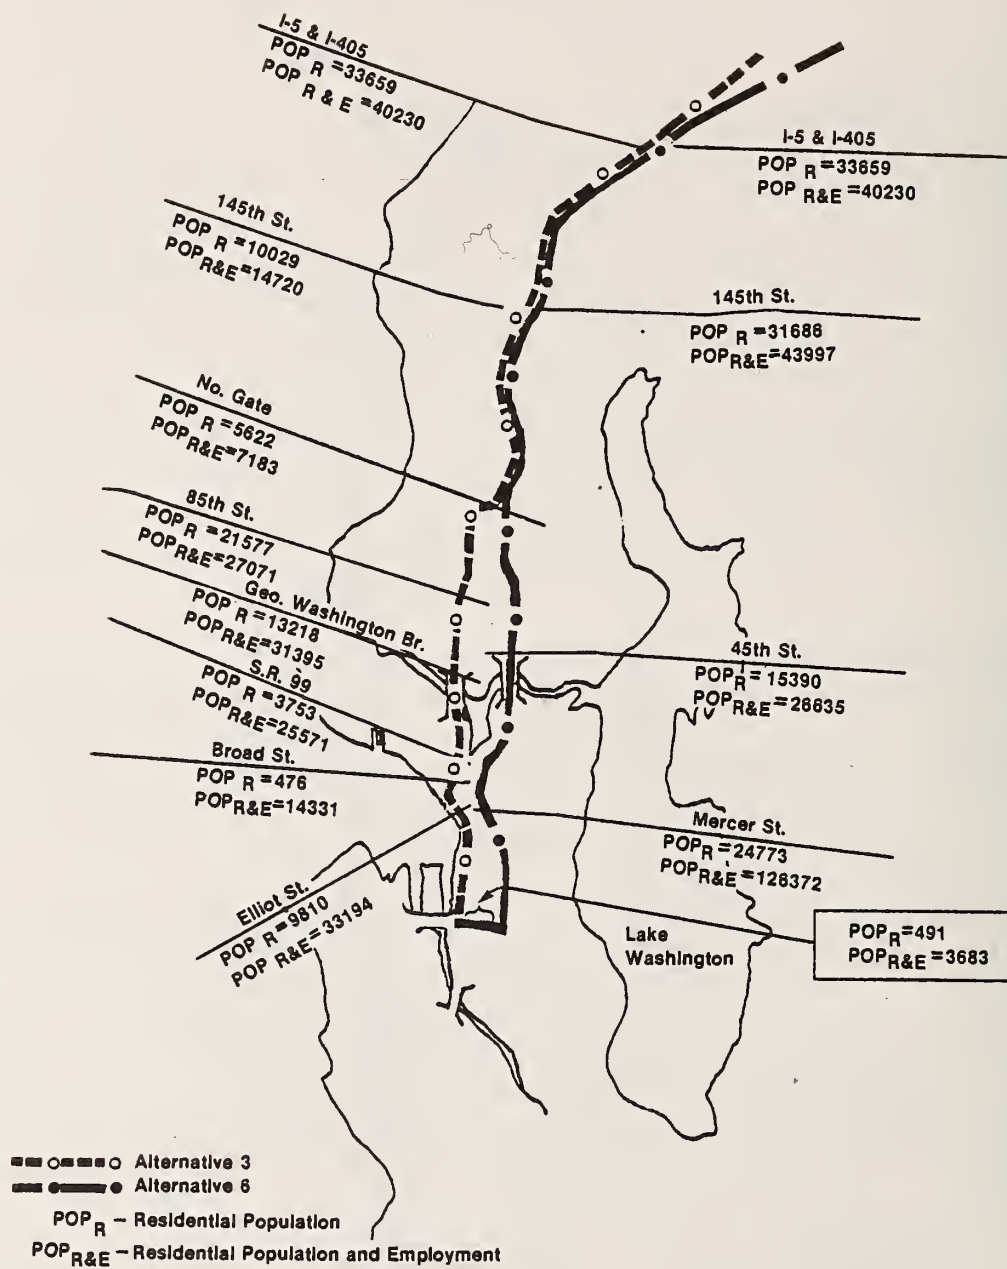 I-5 & I-405
POP R =33659
POP R & E =40230
I-5 & I-405
POP R =33659
POP R&E =40230
145th St.
POP R =10029
POP R&E =14720
145th St.
POP R =31686
POP R&E =43997
No. Gate
POP R =5622
POP R&E =7183
85th St.
POP R =21577
POP R&E =27071
Geo. Washington Br.
POP R =13218
POP R&E =31395
45th St.
POP R = 15390
POP R&E =26635
S.R. 99
POP R =3753
POP R&E =25571
Broad St.
POP R =476
POP R&E =14331
Mercer St.
POP R =24773
POP R&E =126372
Elliot St.
POP R =9810
POP R&E =33194
Lake
Washington
POP R =491
POP R&E =3683
Alternative 3
Alternative 6
POP R – Residential Population
POP R&E – Residential Population and Employment